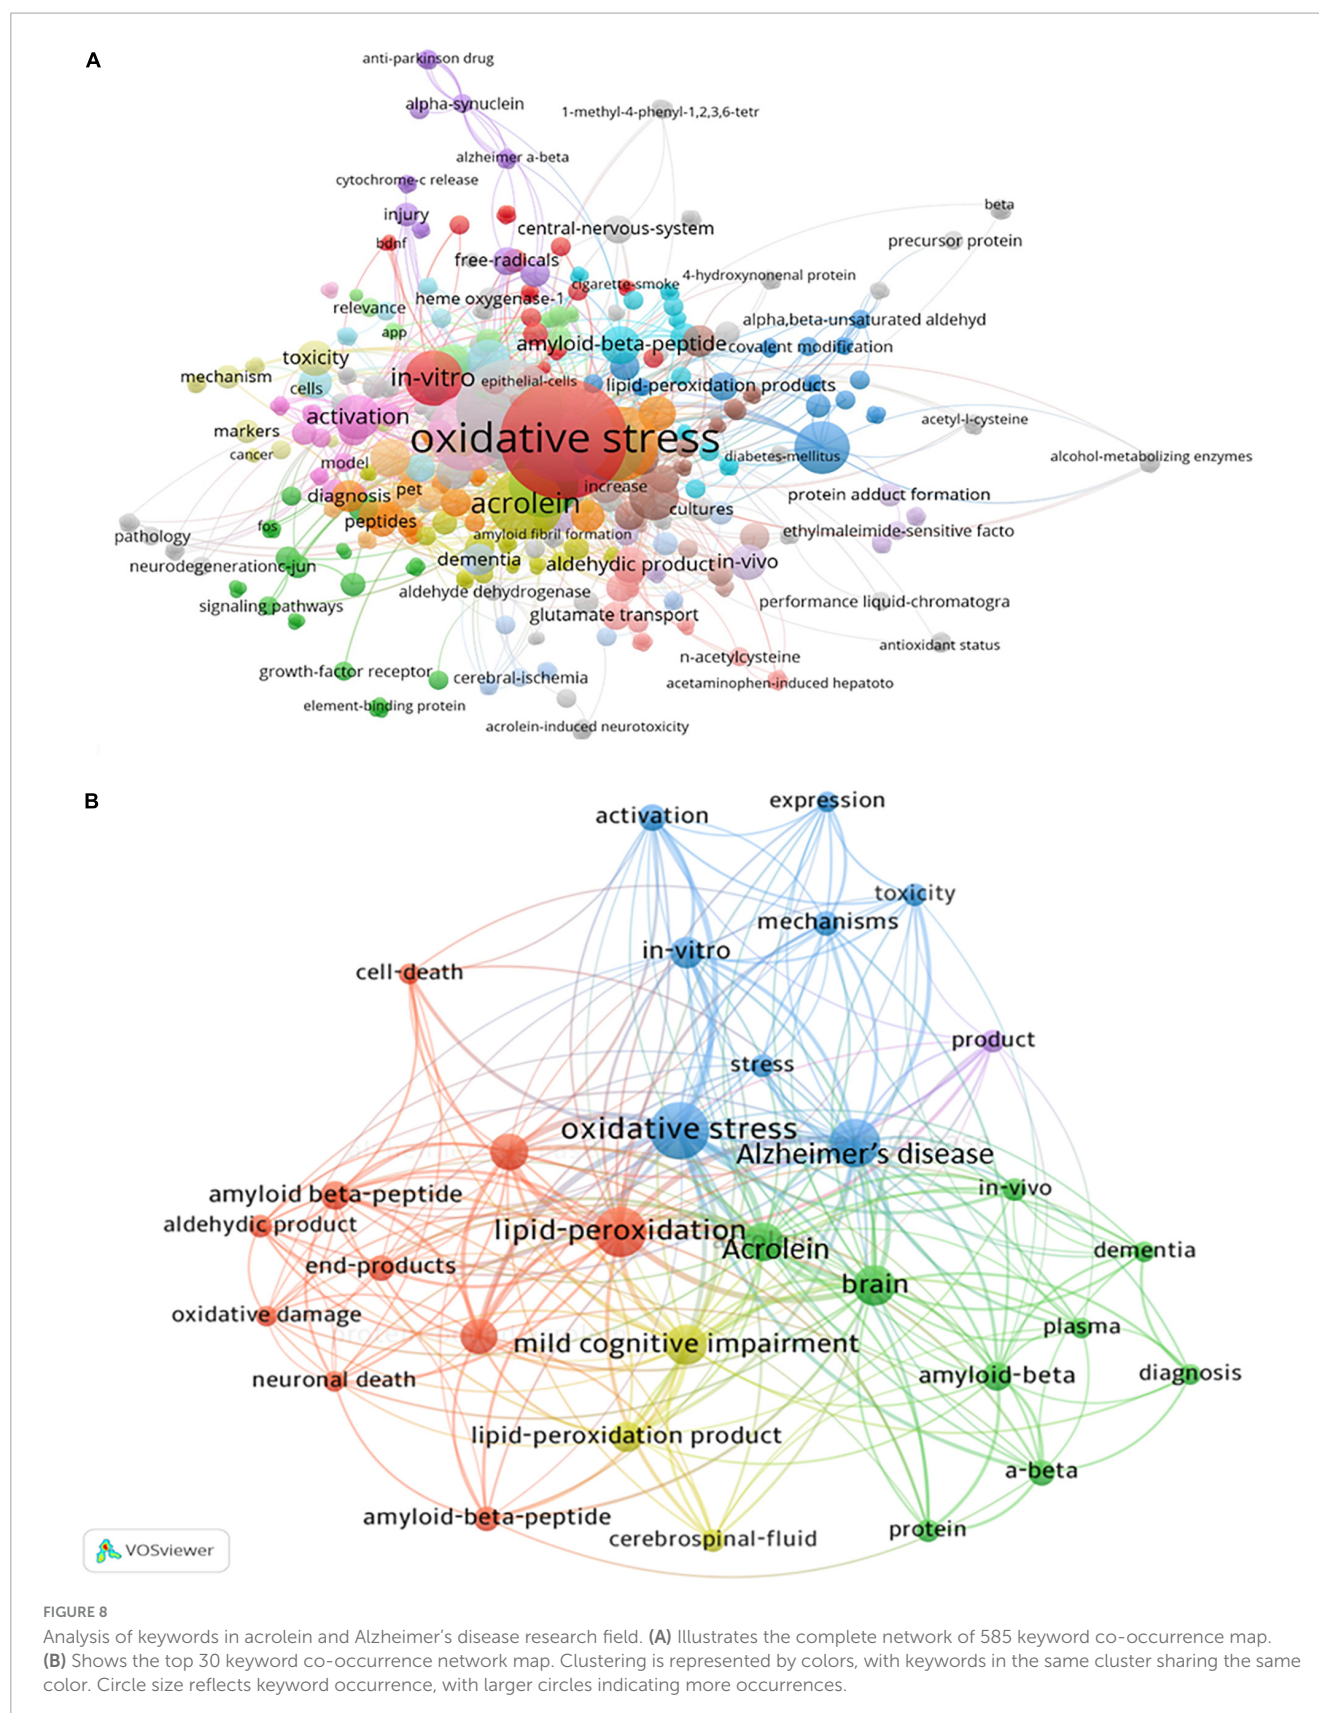 A
anti-parkinson drug
alpha-synuclein
1-methyl-4-phenyl-1,2,3,6-tetr
alzheimer a-beta
cytochrome-c release
beta
injury
central-nervous-system
bdnf
precursor protein
free-radicals
4-hydroxynonenal protein
cigarette-smoke
heme oxygenase-1
relevance
alpha,beta-unsaturated aldehyd
app
amyloid-beta-peptide
covalent modification
toxicity
mechanism
in-vitro
epithelial-cells
lipid-peroxidation products
cells
activation
acetyl-l-cysteine
markers
oxidative stress
cancer
diabetes-mellitus
alcohol-metabolizing enzymes
model
increase
diagnosis
pet
protein adduct formation
acrolein
cultures
peptides
fos
ethylmaleimide-sensitive facto
pathology
amyloid fibril formation
dementia
aldehydic product
in-vivo
neurodegeneration
c-jun
aldehyde dehydrogenase
signaling pathways
performance liquid-chromatogra
glutamate transport
antioxidant status
n-acetylcysteine
growth-factor receptor
cerebral-ischemia
acetaminophen-induced hepatoto
element-binding protein
acrolein-induced neurotoxicity
B
expression
activation
toxicity
mechanisms
in-vitro
cell-death
product
stress
oxidative stress
Alzheimer's disease
in-vivo
amyloid beta-peptide
aldehydic product
lipid-peroxidation
Acrolein
dementia
end-products
brain
oxidative damage
plasma
mild cognitive impairment
neuronal death
amyloid-beta
diagnosis
lipid-peroxidation product
a-beta
amyloid-beta-peptide
protein
cerebrospinal-fluid
VOSviewer
FIGURE 8
Analysis of keywords in acrolein and Alzheimer's disease research field. (A) Illustrates the complete network of 585 keyword co-occurrence map.
(B) Shows the top 30 keyword co-occurrence network map. Clustering is represented by colors, with keywords in the same cluster sharing the same
color. Circle size reflects keyword occurrence, with larger circles indicating more occurrences.